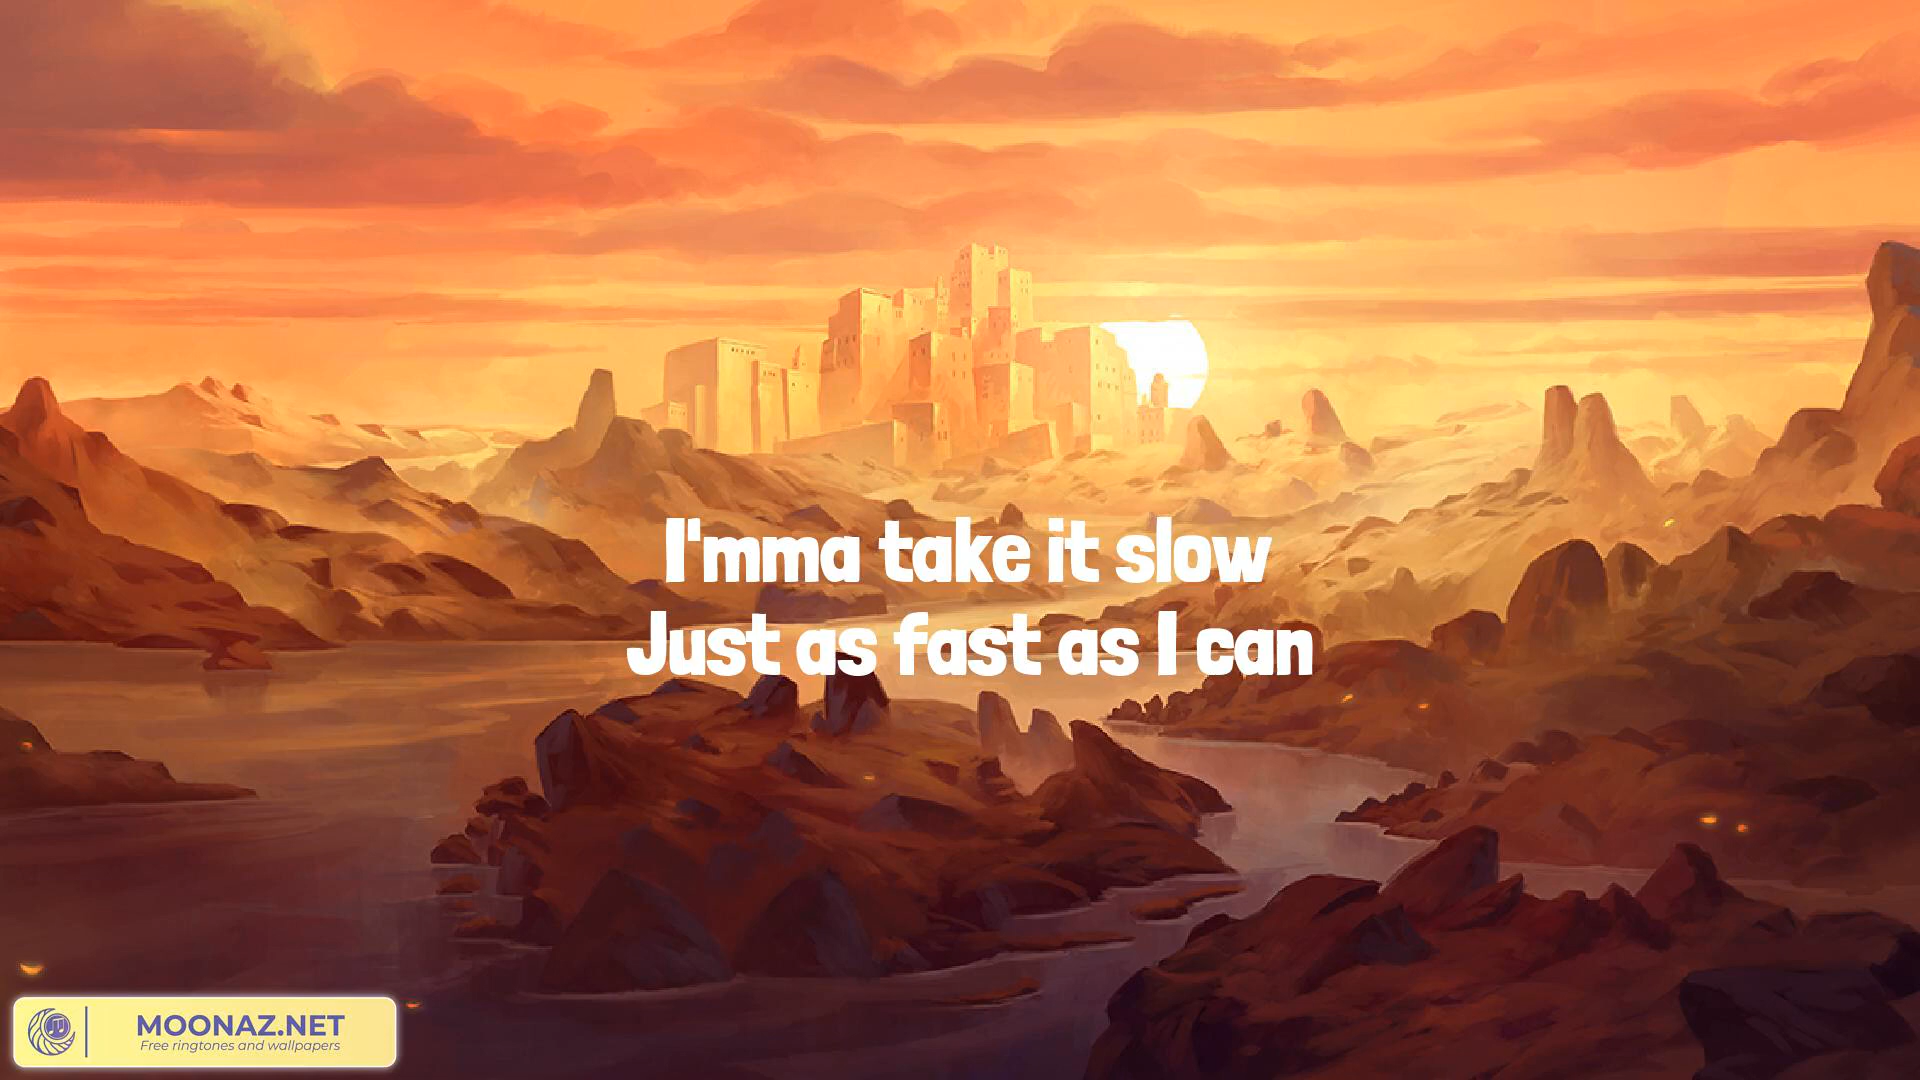 I'mma take it slow
Just as fast as I can
MOONAZ.NET
Free ringtones and wallpapers